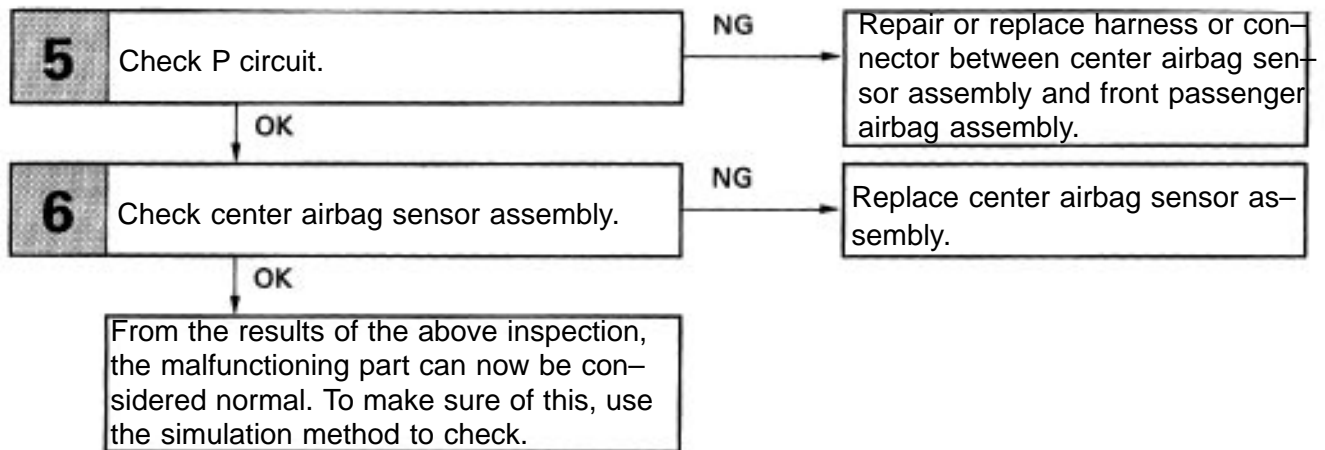 5
Check P circuit.
NG
Repair or replace harness or con–
nector between center airbag sen–
sor assembly and front passenger
airbag assembly.
OK
6
Check center airbag sensor assembly.
NG
Replace center airbag sensor as–
sembly.
OK
From the results of the above inspection,
the malfunctioning part can now be con–
sidered normal. To make sure of this, use
the simulation method to check.